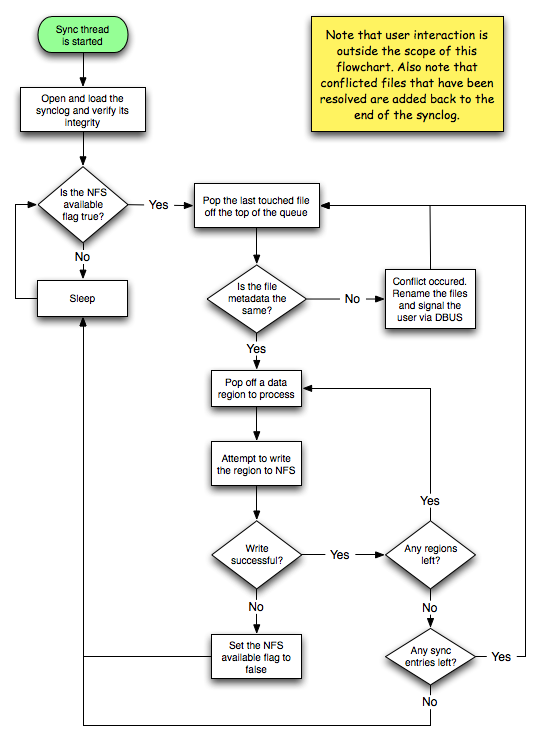 Sync thread
is started
Note that user interaction is
outside the scope of this
flowchart. Also note that
conflicted files that have been
resolved are added back to the
end of the synclog.
Open and load the
synclog and verify its
integrity
Is the NFS
available
flag true?
Yes
Pop the last touched file
off the top of the queue
No
Sleep
Is the file
metadata the
same?
No
Conflict occured.
Rename the files
and signal the
user via DBUS
Yes
Pop off a data
region to process
Attempt to write
the region to NFS
Yes
Write
successful?
Yes
Any regions
left?
No
No
Set the NFS
available flag to
false
Any sync
entries left?
Yes
No